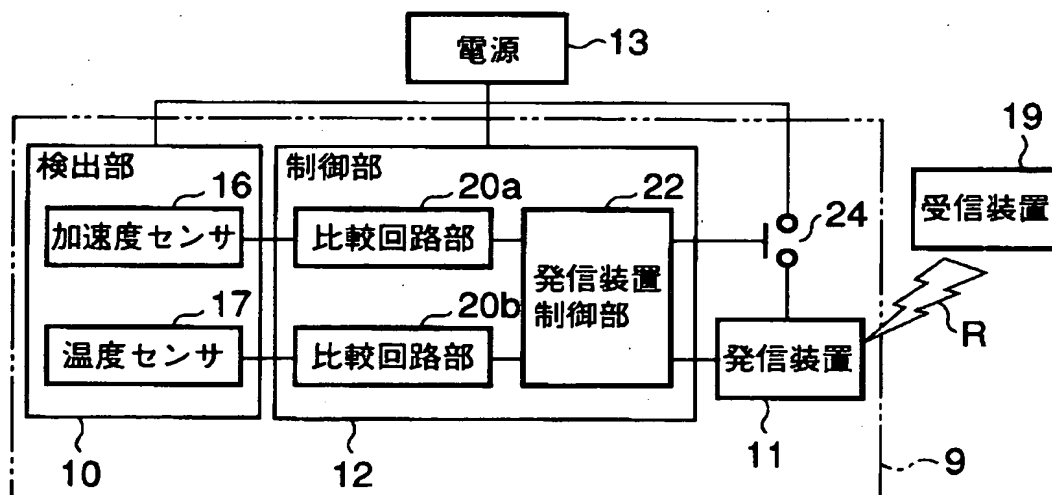 電源
13
検出部
制御部
19
16
20a
22
受信装置
加速度センサ
比較回路部
24
発信装置
制御部
17
20b
R
温度センサ
比較回路部
発信装置
10
12
11
9